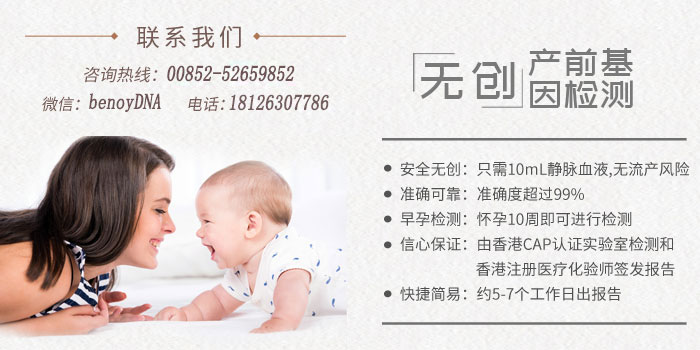 联系我们
咨询热线：00852-52659852
微信：benoyDNA 电话：18126307786
无创 产前基因检测
● 安全无创：只需10mL静脉血液,无流产风险
● 准确可靠：准确度超过99%
● 早孕检测：怀孕10周即可进行检测
● 信心保证：由香港CAP认证实验室检测和
香港注册医疗化验师签发报告
● 快捷简易：约5-7个工作日出报告